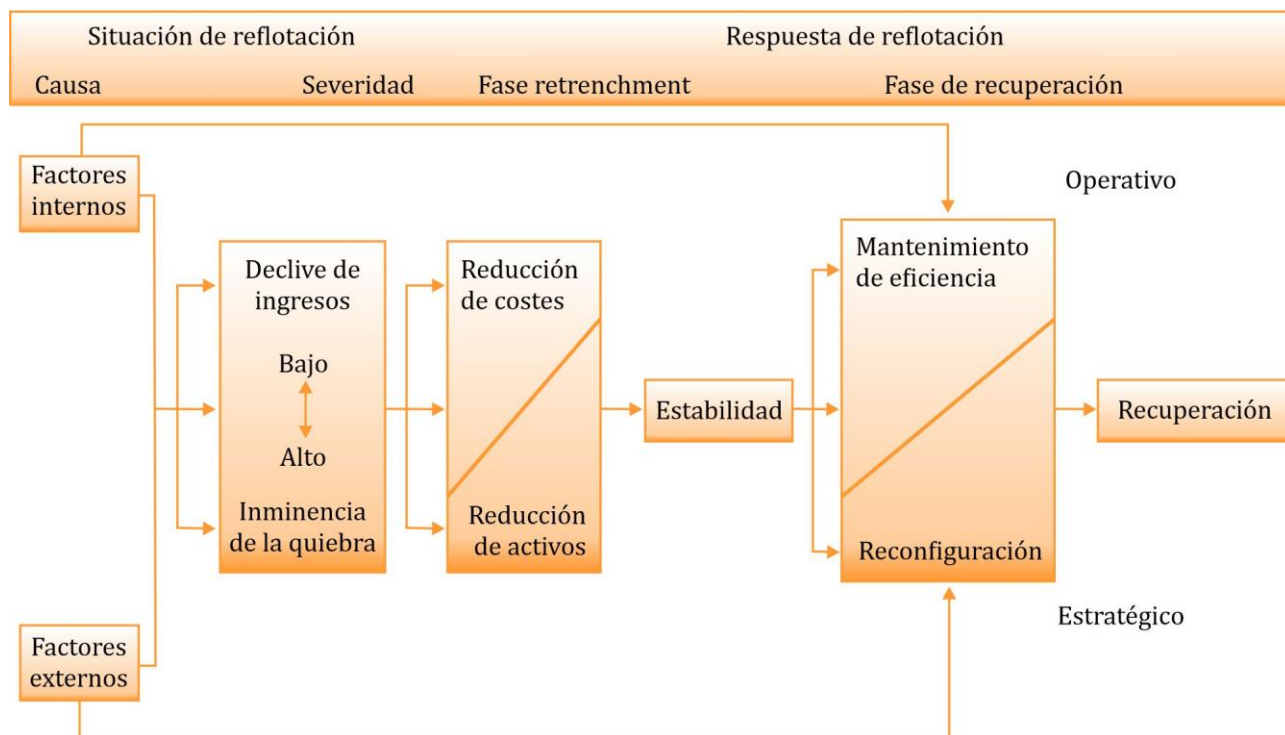 Situación de reflotación
Respuesta de reflotación
Causa
Severidad
Fase retrenchment
Fase de recuperación
Factores
internos
Operativo
Declive de
ingresos
Bajo
Alto
Inminencia
de la quiebra
Reducción
de costes
Reducción
de activos
Estabilidad
Mantenimiento
de eficiencia
Reconfiguración
Recuperación
Estratégico
Factores
externos